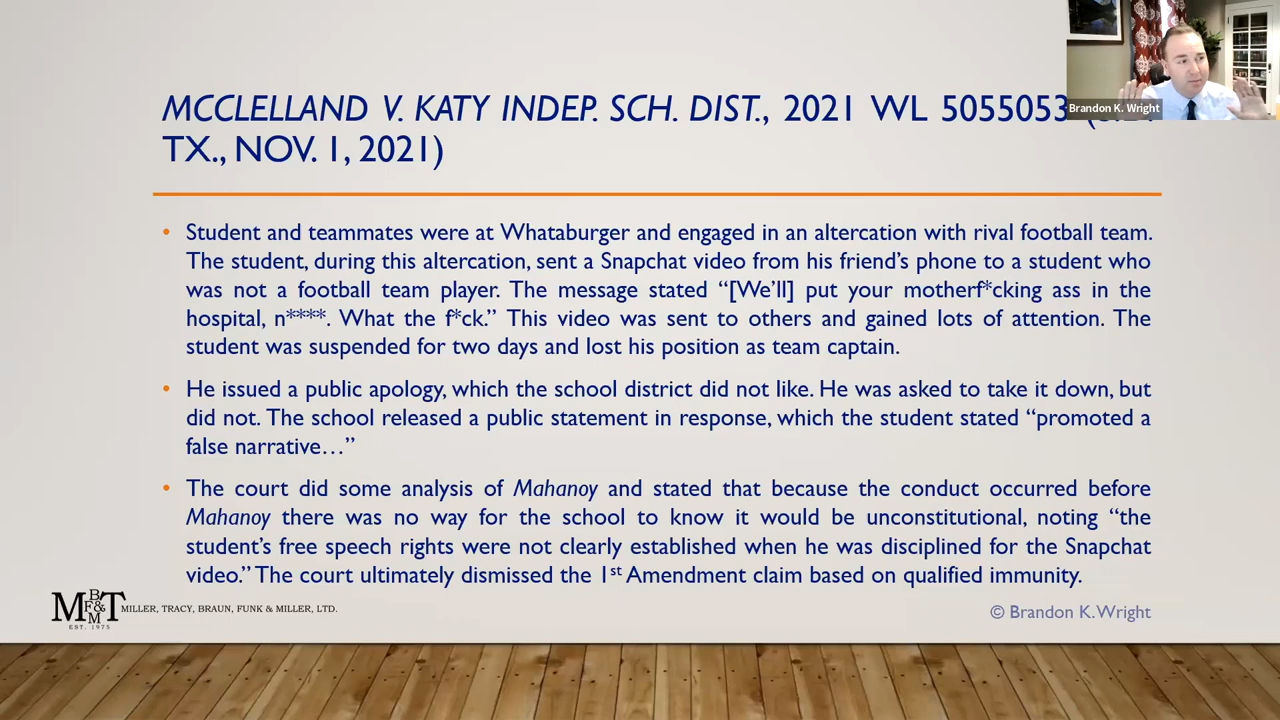 Brandon K. Wright
MCCLELLAND V. KATY INDEP. SCH. DIST., 2021 WL 5055053
TX., NOV. 1, 2021)
• Student and teammates were at Whataburger and engaged in an altercation with rival football team.
The student, during this altercation, sent a Snapchat video from his friend's phone to a student who
was not a football team player. The message stated “[We'll] put your motherf*cking ass in the
hospital, n****. What the f*ck.” This video was sent to others and gained lots of attention. The
student was suspended for two days and lost his position as team captain.
• He issued a public apology, which the school district did not like. He was asked to take it down, but
did not. The school released a public statement in response, which the student stated “promoted a
false narrative…”
• The court did some analysis of Mahanoy and stated that because the conduct occurred before
Mahanoy there was no way for the school to know it would be unconstitutional, noting “the
student's free speech rights were not clearly established when he was disciplined for the Snapchat
video.” The court ultimately dismissed the 1st Amendment claim based on qualified immunity.
MBF&MT
EST. 1975
MILLER, TRACY, BRAUN, FUNK & MILLER, LTD.
© Brandon K. Wright